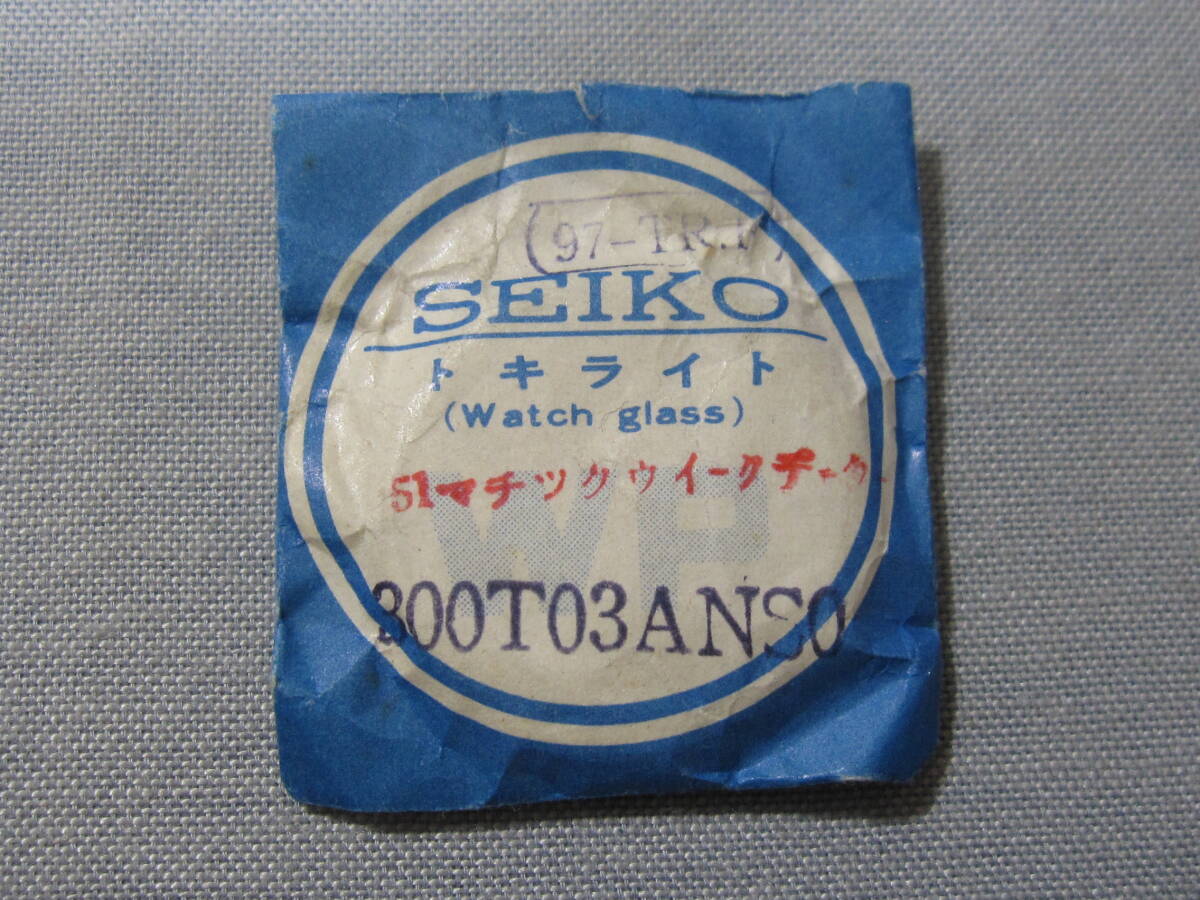 97-TR.
SEIKO
トキライト
(Watch glass)
51マチツクウイークデーター
WP
300T03ANS0